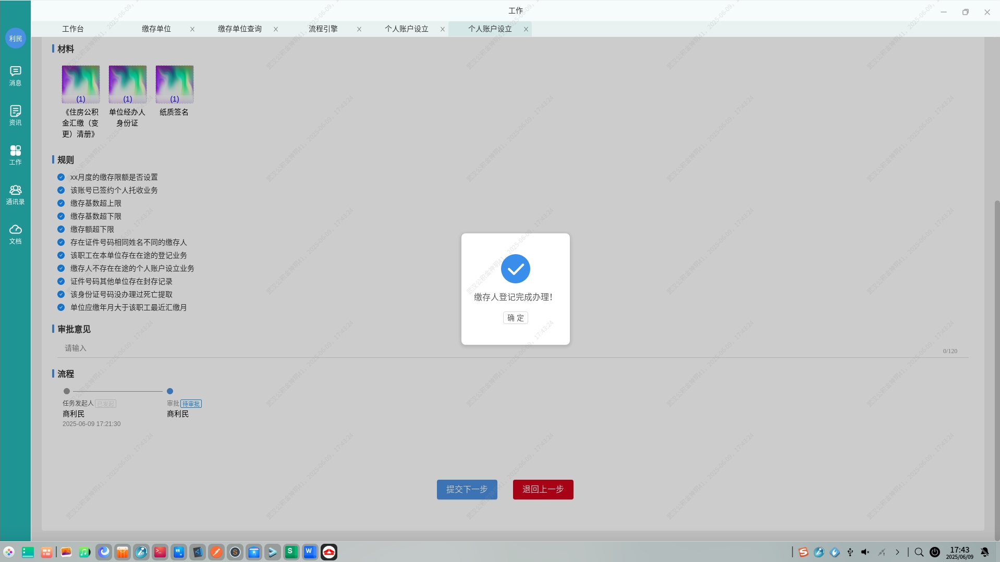 工作
利民
消息
资讯
工作
通讯录
文档
工作台
缴存单位
缴存单位查询
流程引擎
个人账户设立
个人账户设立
材料
(1)
(1)
(1)
《住房公积
金汇缴（变
更）清册》
单位经办人
身份证
纸质签名
规则
xx月度的缴存限额是否设置
该账号已签约个人托收业务
缴存基数超上限
缴存基数超下限
缴存额超下限
存在证件号码相同姓名不同的缴存人
该职工在本单位存在在途的登记业务
缴存人不存在在途的个人账户设立业务
证件号码其他单位存在封存记录
该身份证号码没办理过死亡提取
单位应缴年月大于该职工最近汇缴月
缴存人登记完成办理！
确 定
审批意见
请输入
0/120
流程
任务发起人 已发起
商利民
2025-06-09 17:21:30
审批 待审批
商利民
提交下一步
退回上一步
17:43
2025/06/09